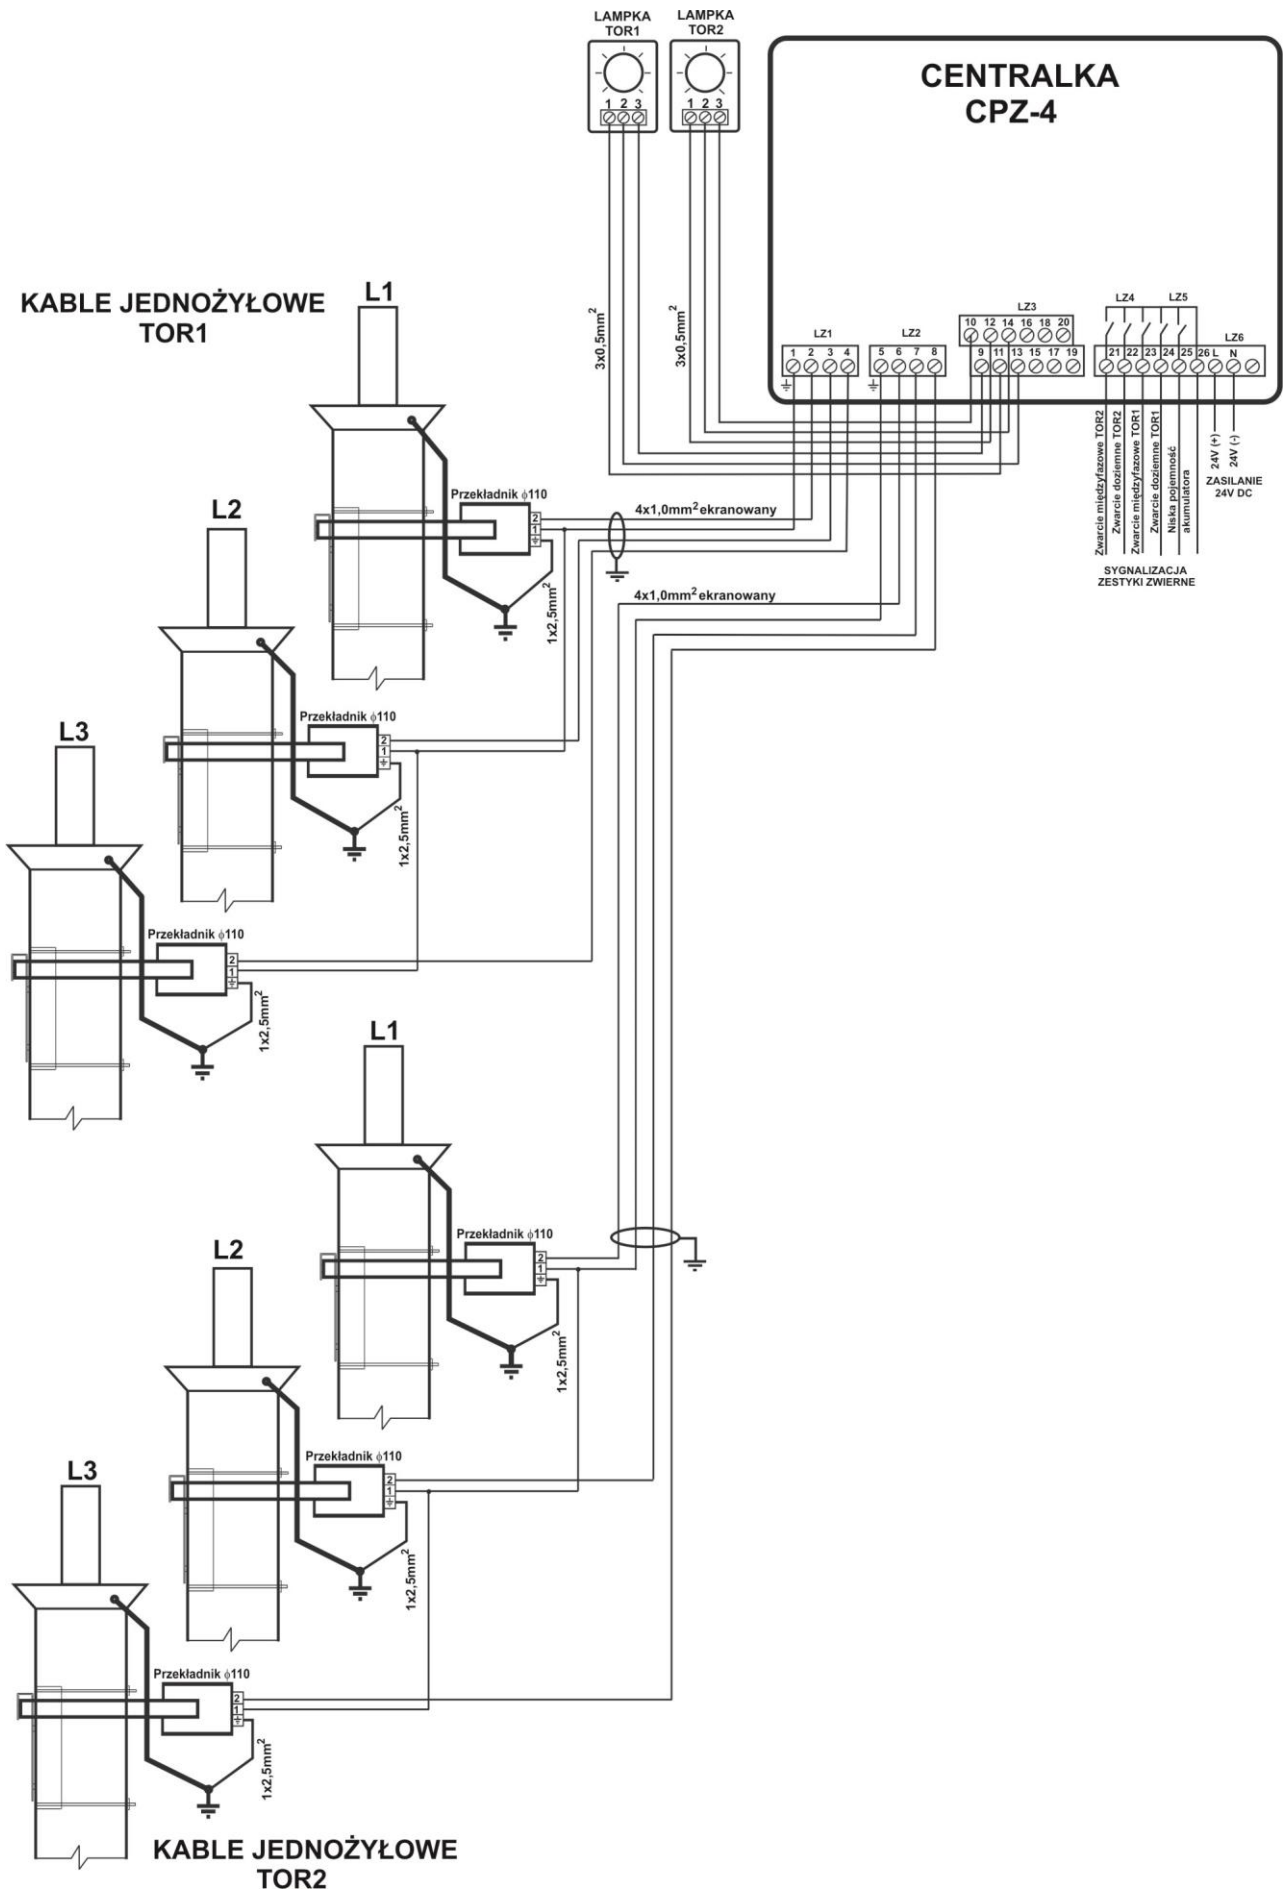 LAMPKA
TOR1
1 2 3
LAMPKA
TOR2
1 2 3
CENTRALKA
CPZ-4
3x0,5mm²
3x0,5mm²
LZ1
1 2 3 4
LZ2
5 6 7 8
LZ3
10 12 14 16 18 20
9 11 13 15 17 19
LZ4
LZ5
LZ6
21 22 23 24 25 26 L N
Zwarcie międzyfazowe TOR2
Zwarcie doziemne TOR2
Zwarcie międzyfazowe TOR1
Zwarcie doziemne TOR1
Niska pojemność
akumulatora
24V (+)
24V (-)
ZASILANIE
24V DC
SYGNALIZACJA
ZESTYKI ZWIERNE
KABLE JEDNOŻYŁOWE
TOR1
L1
Przekładnik ϕ110
2
1
1x2,5mm²
4x1,0mm² ekranowany
4x1,0mm² ekranowany
L2
Przekładnik ϕ110
2
1
1x2,5mm²
L3
Przekładnik ϕ110
2
1
1x2,5mm²
L1
Przekładnik ϕ110
2
1
1x2,5mm²
L2
Przekładnik ϕ110
2
1
1x2,5mm²
L3
Przekładnik ϕ110
2
1
1x2,5mm²
KABLE JEDNOŻYŁOWE
TOR2